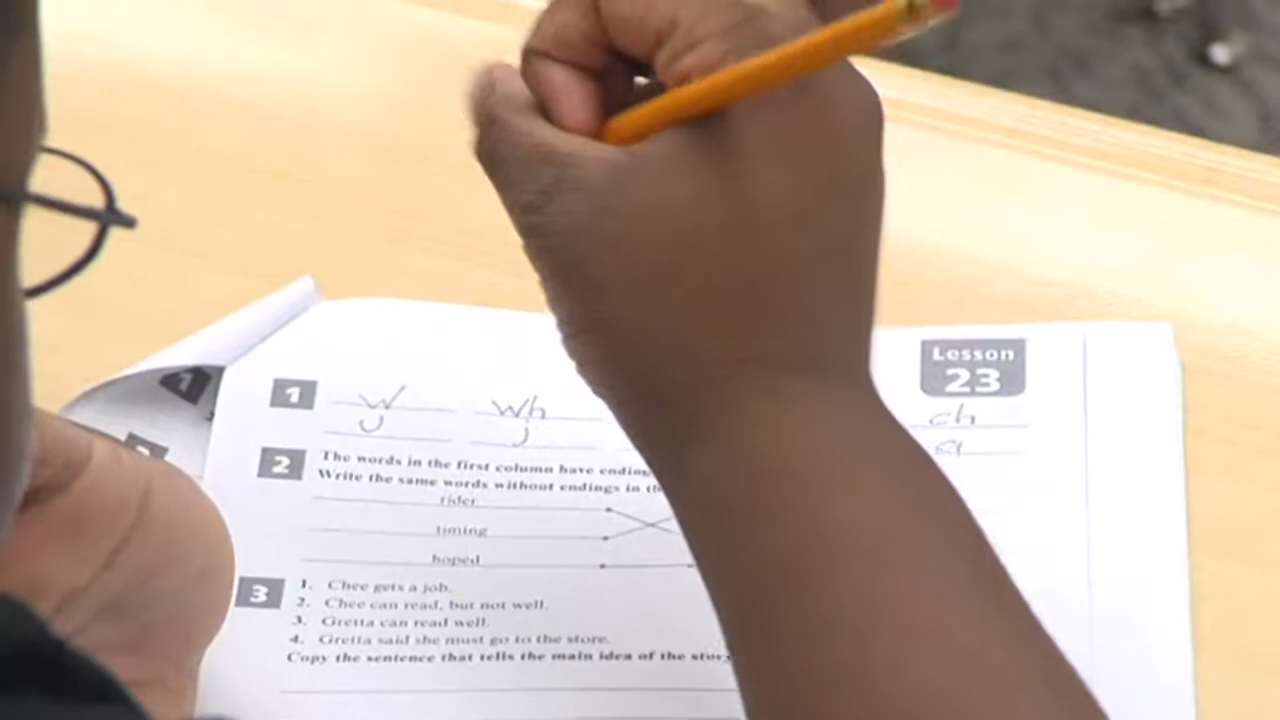 Lesson
23
1 W Wh ch
J J a
2 The words in the first column have ending
Write the same words without endings in
rider
timing
hoped
3 1. Chee gets a job.
2. Chee can read, but not well.
3. Gretta can read well.
4. Gretta said she must go to the store.
Copy the sentence that tells the main idea of the story